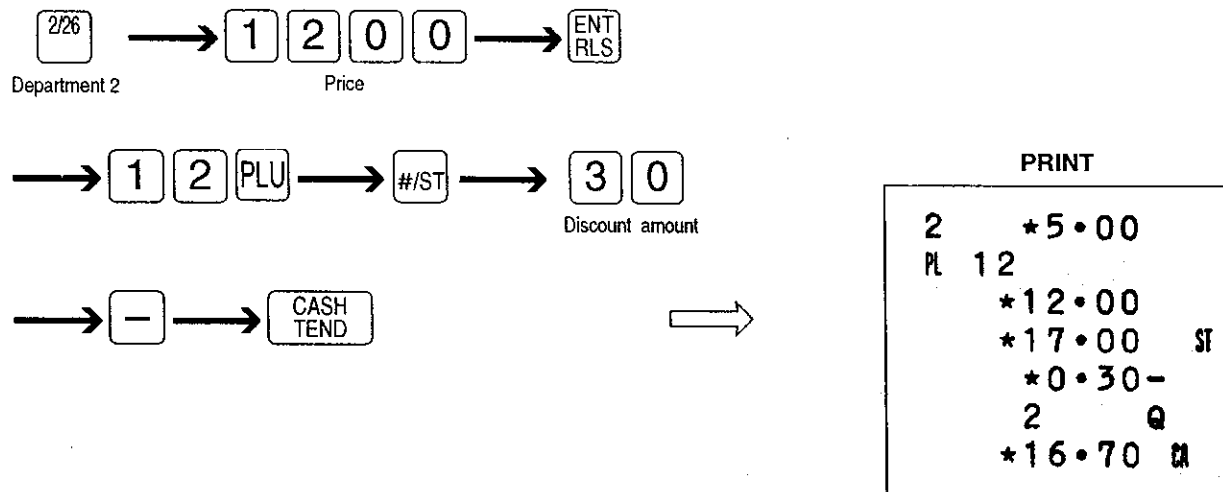 2/26 1 2 0 0 ENT RLS
Department 2 Price
1 2 PLU #/ST 3 0
Discount amount
− CASH TEND
PRINT
2 *5•00
PL 12
*12•00
*17•00 ST
*0•30−
2 Q
*16•70 CA